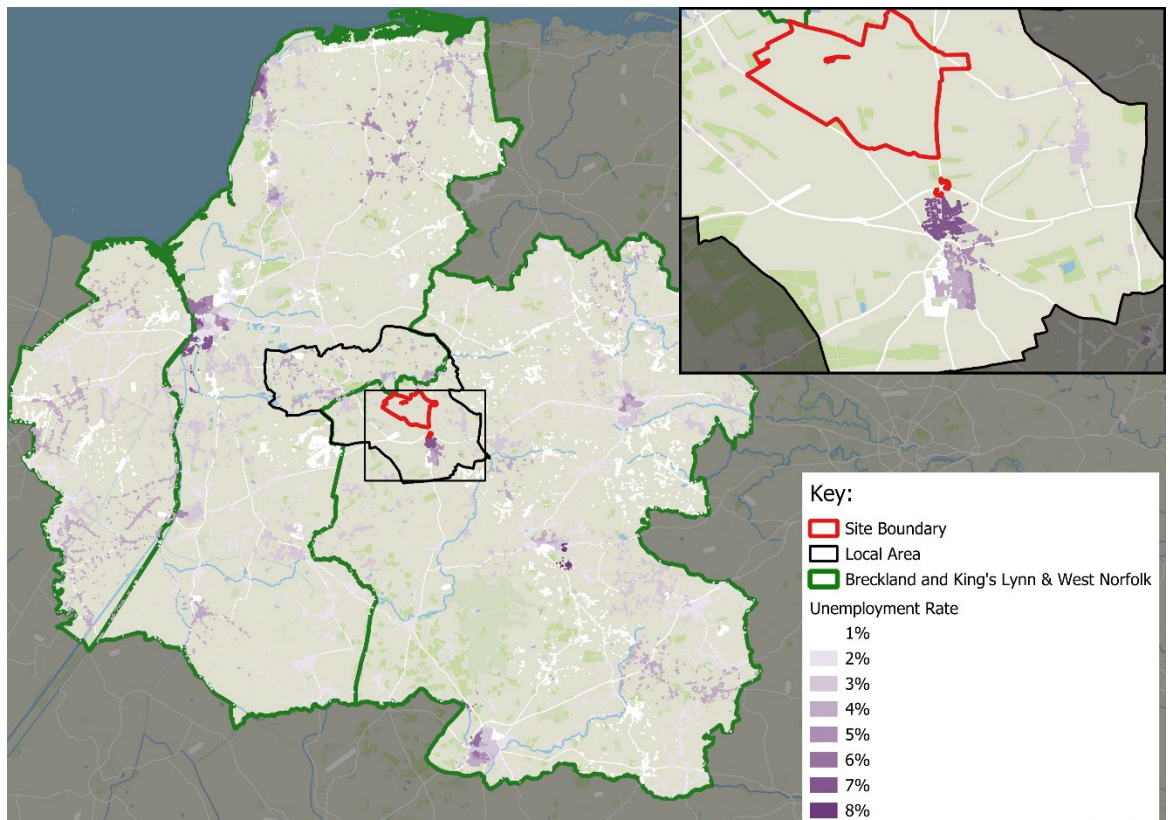 Key:
Site Boundary
Local Area
Breckland and King's Lynn & West Norfolk
Unemployment Rate
1%
2%
3%
4%
5%
6%
7%
8%